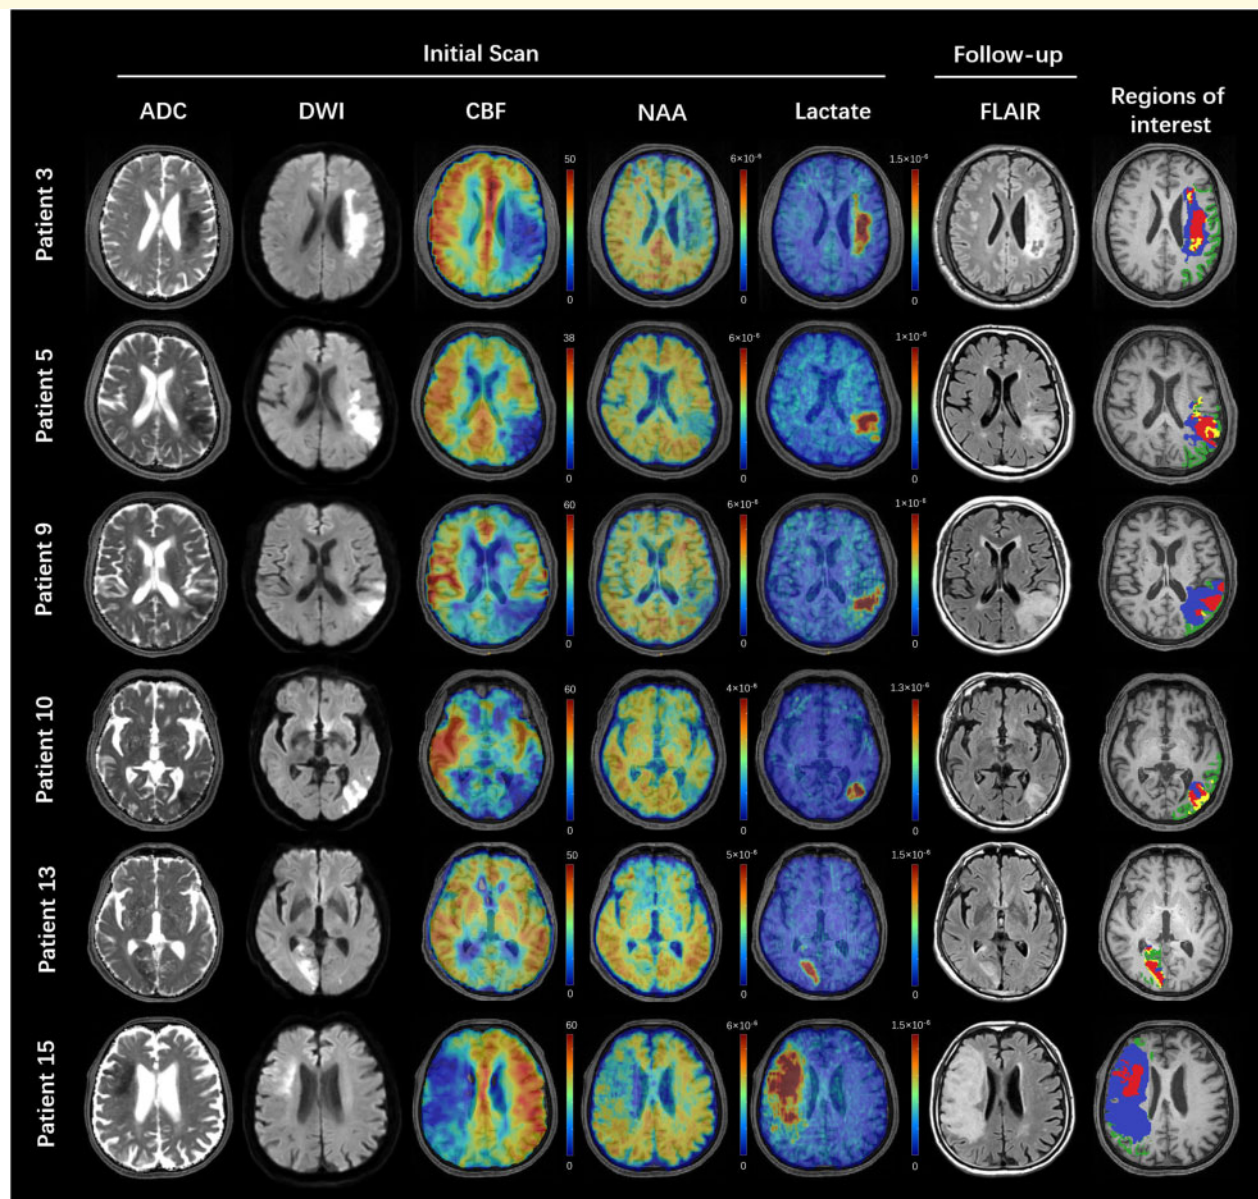 Initial Scan
Follow-up
ADC
DWI
CBF
NAA
Lactate
FLAIR
Regions of
interest
Patient 3
50
0
6×10⁻⁶
0
1.5×10⁻⁶
0
Patient 5
38
0
6×10⁻⁶
0
1×10⁻⁶
0
Patient 9
60
0
6×10⁻⁶
0
1×10⁻⁶
0
Patient 10
60
0
4×10⁻⁶
0
1.3×10⁻⁶
0
Patient 13
50
0
5×10⁻⁶
0
1.5×10⁻⁶
0
Patient 15
60
0
6×10⁻⁶
0
1.5×10⁻⁶
0